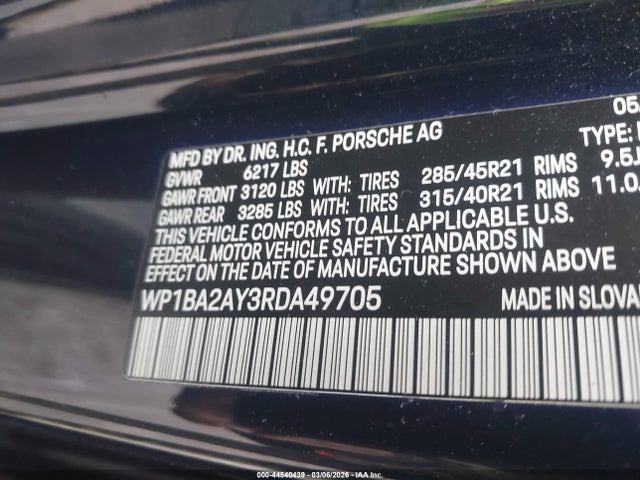 05
MFD BY DR. ING. H.C. F. PORSCHE AG
TYPE:
GVWR 6217 LBS
GAWR FRONT 3120 LBS WITH: TIRES 285/45R21 RIMS 9.5J
GAWR REAR 3285 LBS WITH: TIRES 315/40R21 RIMS 11.0
THIS VEHICLE CONFORMS TO ALL APPLICABLE U.S.
FEDERAL MOTOR VEHICLE SAFETY STANDARDS IN
EFFECT ON THE DATE OF MANUFACTURE SHOWN ABOVE
WP1BA2AY3RDA49705 MADE IN SLOVA
000-44540439 - 03/06/2026 - IAA Inc.